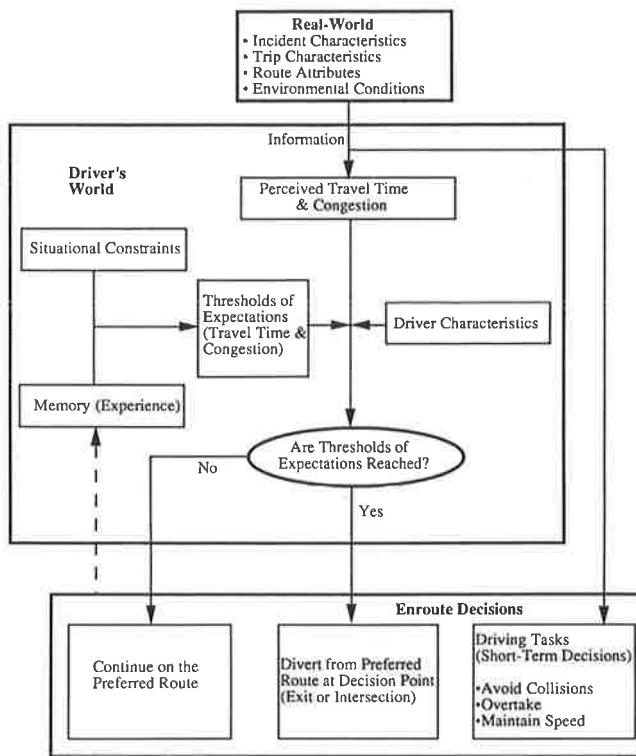 Real-World
• Incident Characteristics
• Trip Characteristics
• Route Attributes
• Environmental Conditions
Information
Driver's
World
Perceived Travel Time
& Congestion
Situational Constraints
Thresholds of
Expectations
(Travel Time &
Congestion)
Driver Characteristics
Memory (Experience)
Are Thresholds of
Expectations Reached?
No
Yes
Enroute Decisions
Continue on the
Preferred Route
Divert from Preferred
Route at Decision Point
(Exit or Intersection)
Driving Tasks
(Short-Term Decisions)
•Avoid Collisions
•Overtake
•Maintain Speed